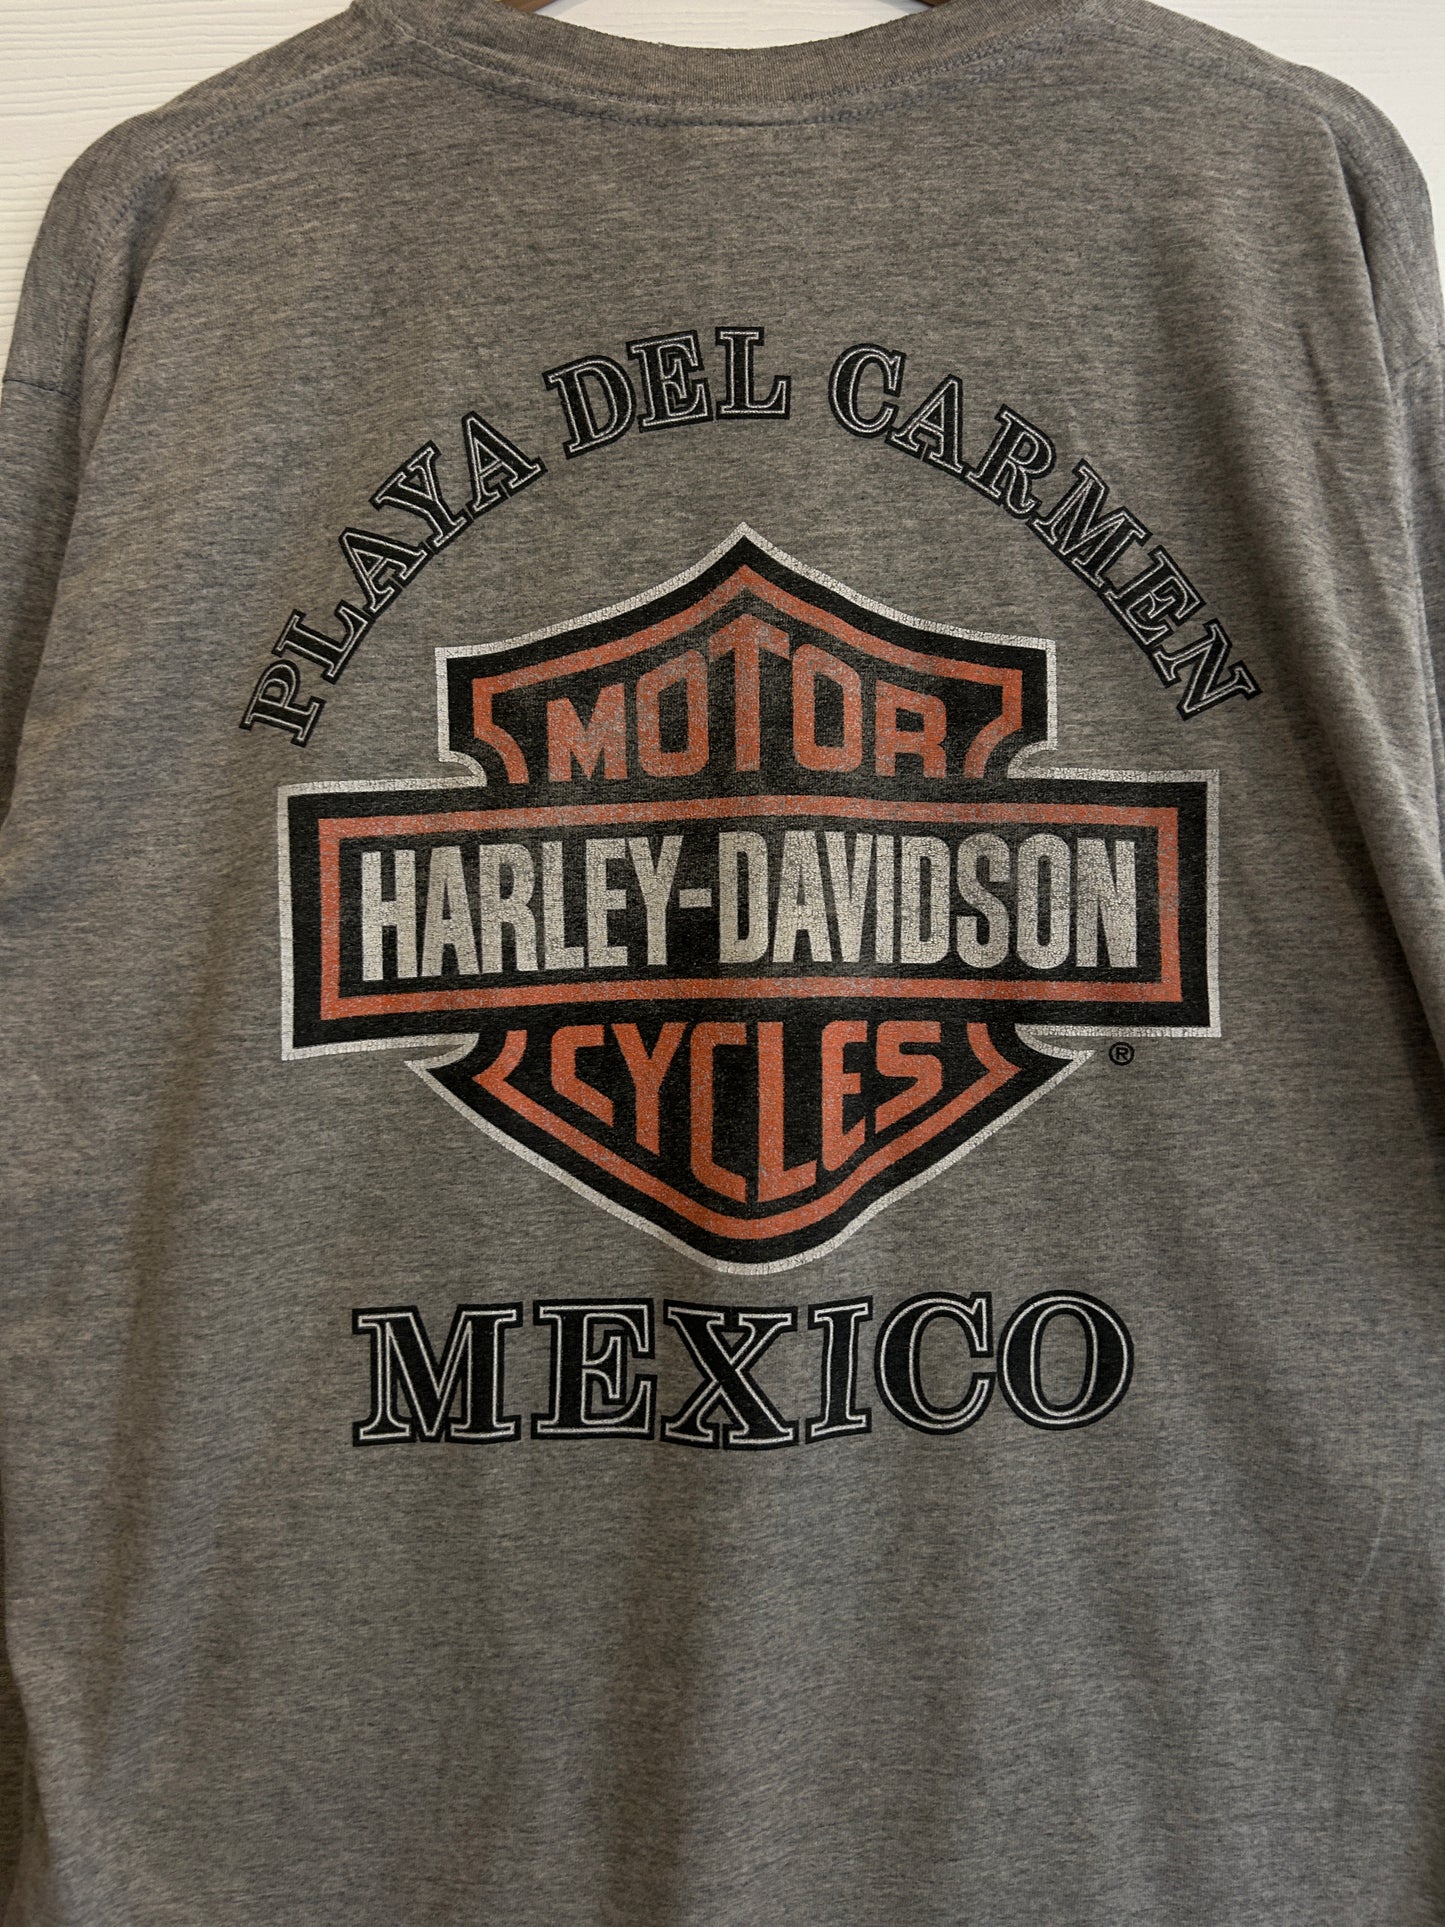 PLAYA DEL CARMEN
MOTOR
HARLEY-DAVIDSON
CYCLES
®
MEXICO